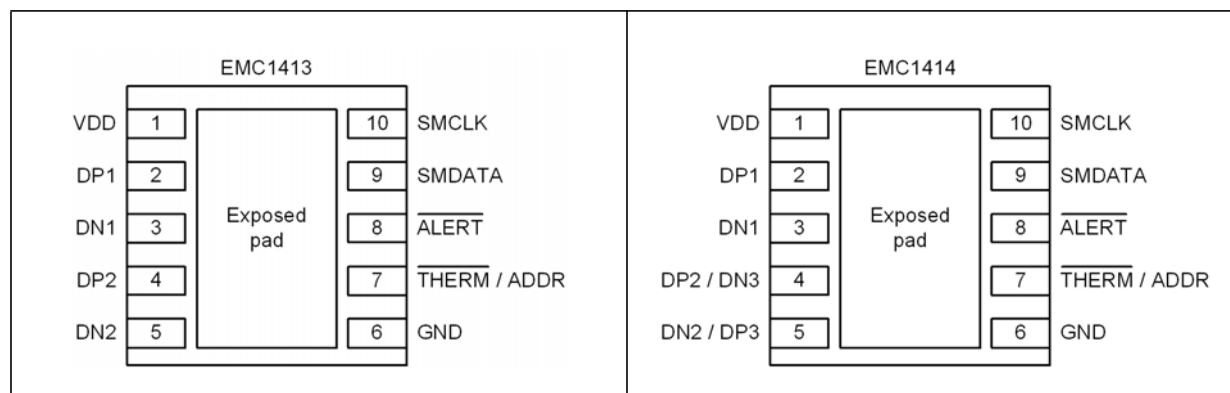 EMC1413
VDD 1 10 SMCLK
DP1 2 9 SMDATA
DN1 3 8 ALERT
DP2 4 7 THERM / ADDR
DN2 5 6 GND
Exposed
pad
EMC1414
VDD 1 10 SMCLK
DP1 2 9 SMDATA
DN1 3 8 ALERT
DP2 / DN3 4 7 THERM / ADDR
DN2 / DP3 5 6 GND
Exposed
pad